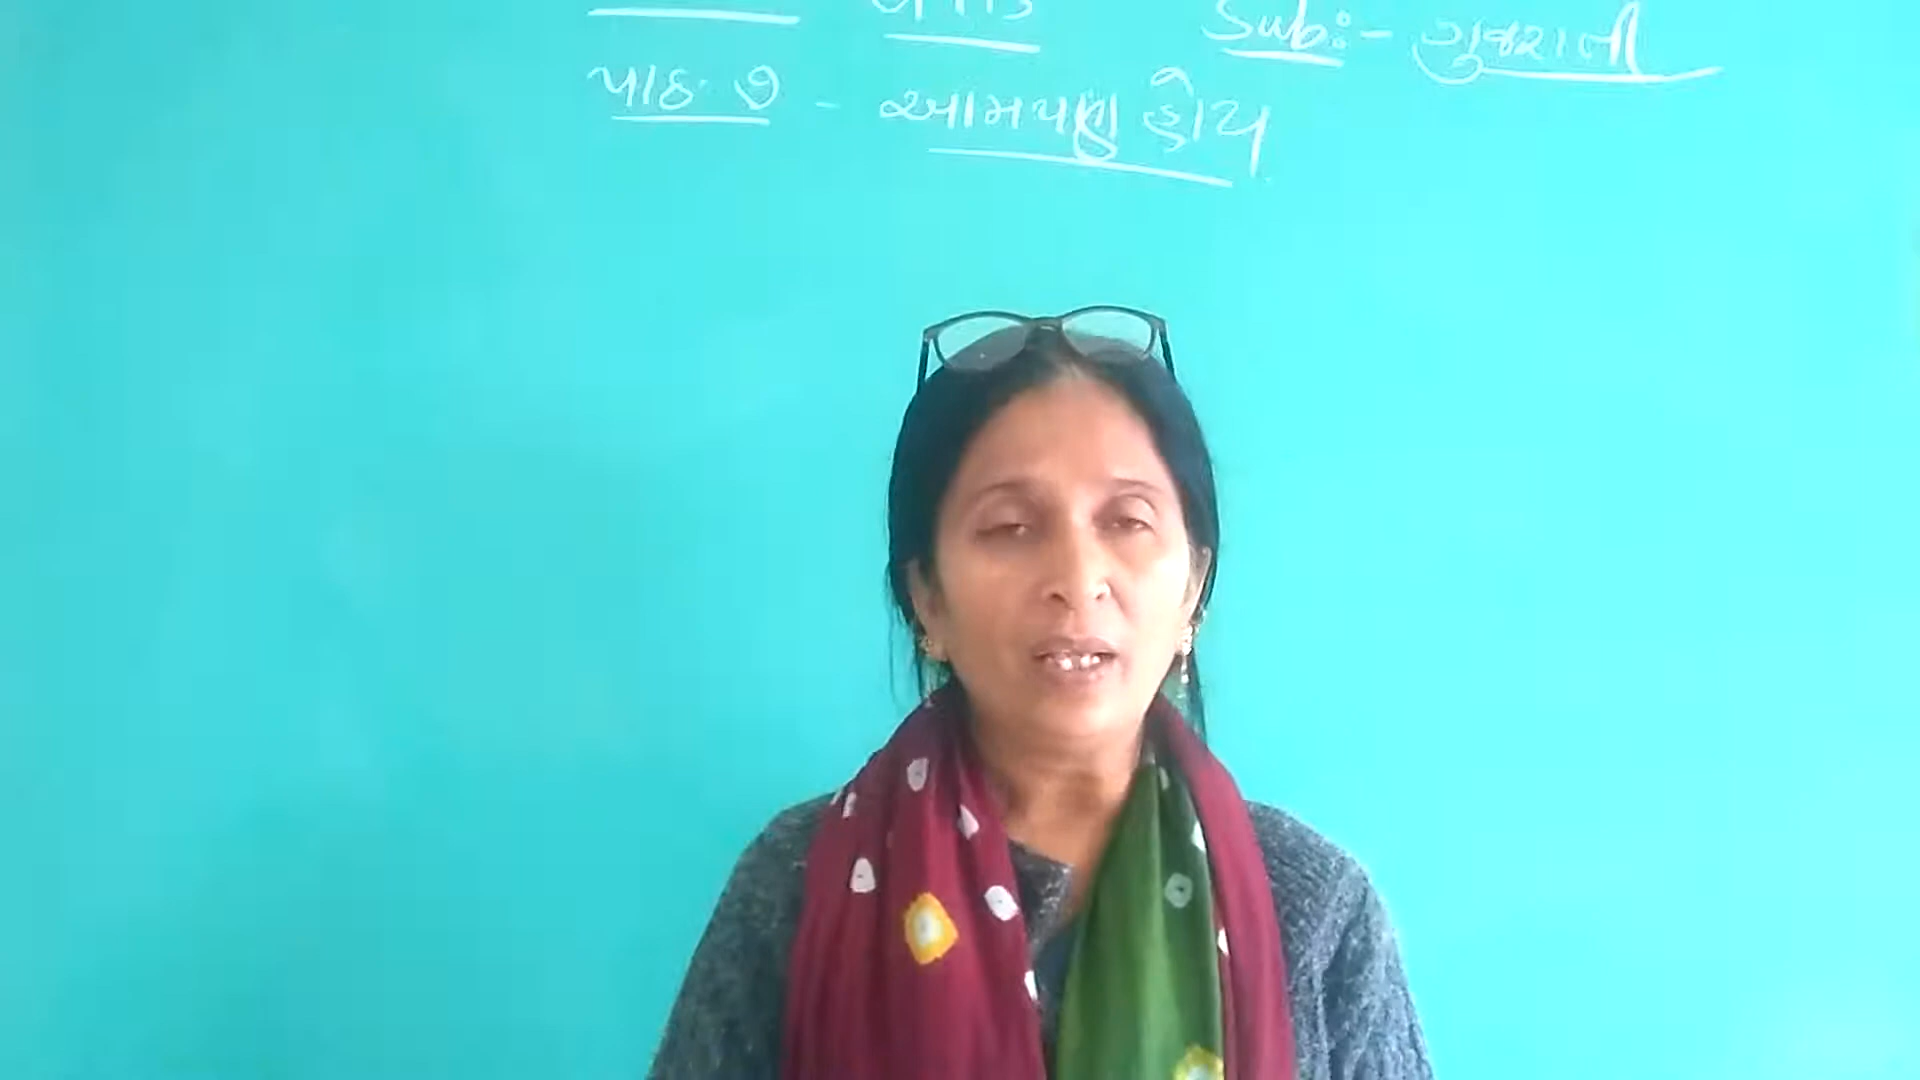 Sub:- ગુજરાતી
પાઠ ૭ - આમપણ હોય